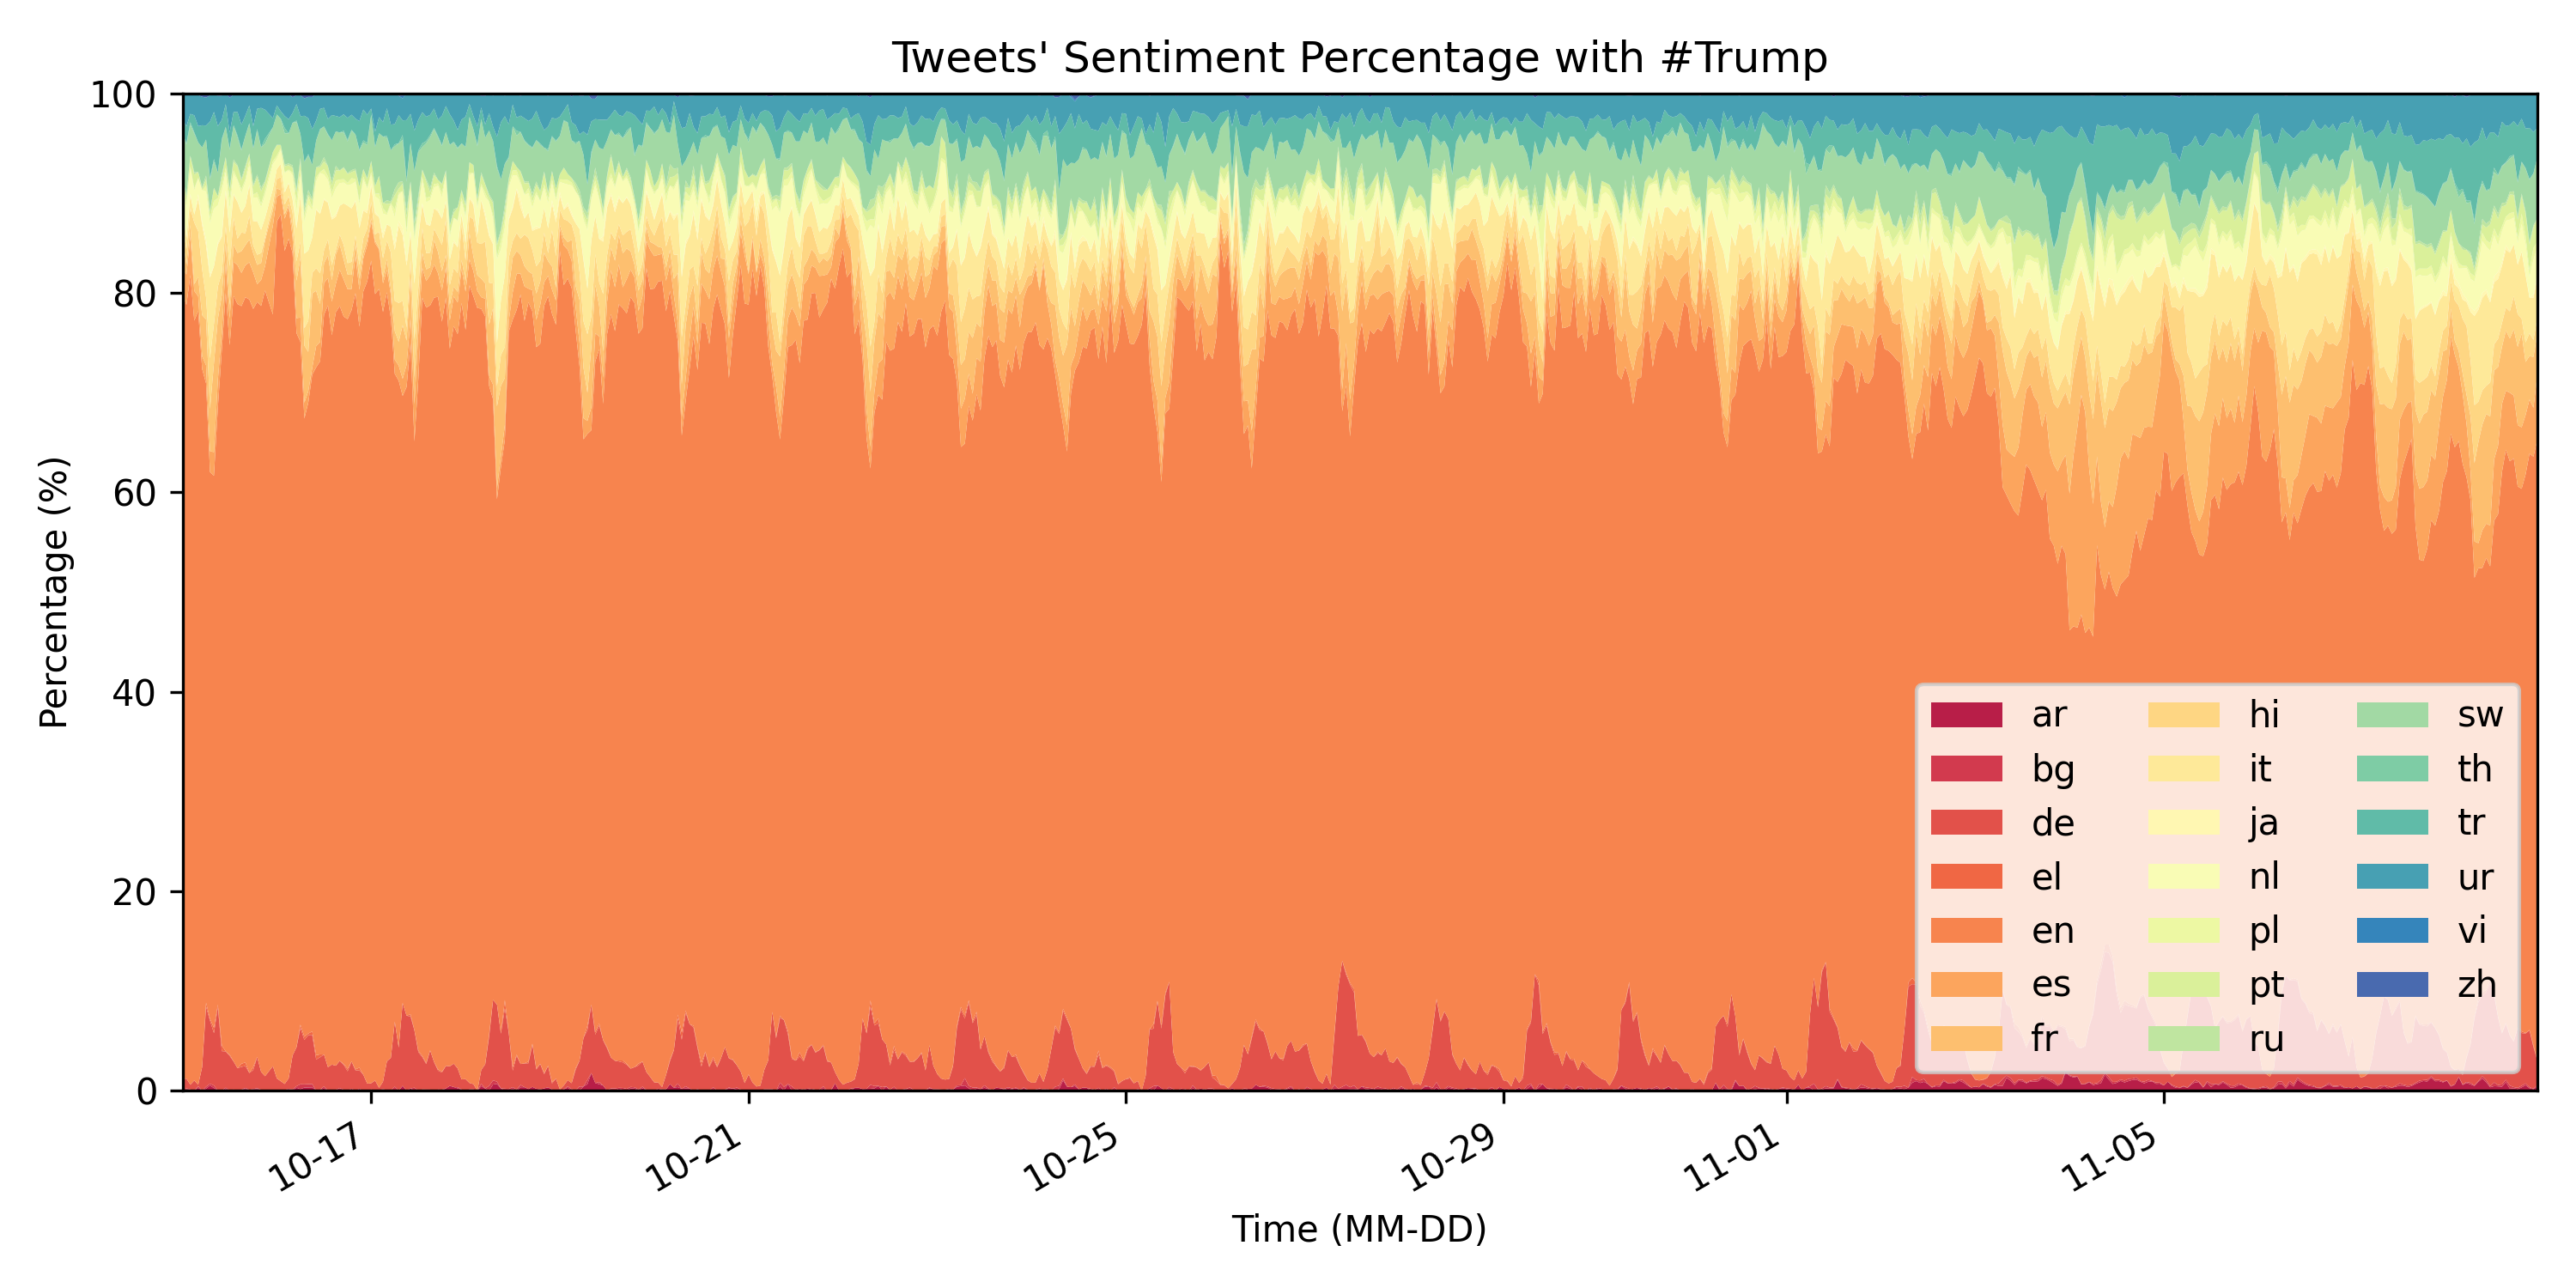 Tweets' Sentiment Percentage with #Trump
100
80
60
40
20
0
Percentage (%)
ar
bg
de
el
en
es
fr
hi
it
ja
nl
pl
pt
ru
sw
th
tr
ur
vi
zh
10-17
10-21
10-25
10-29
11-01
11-05
Time (MM-DD)